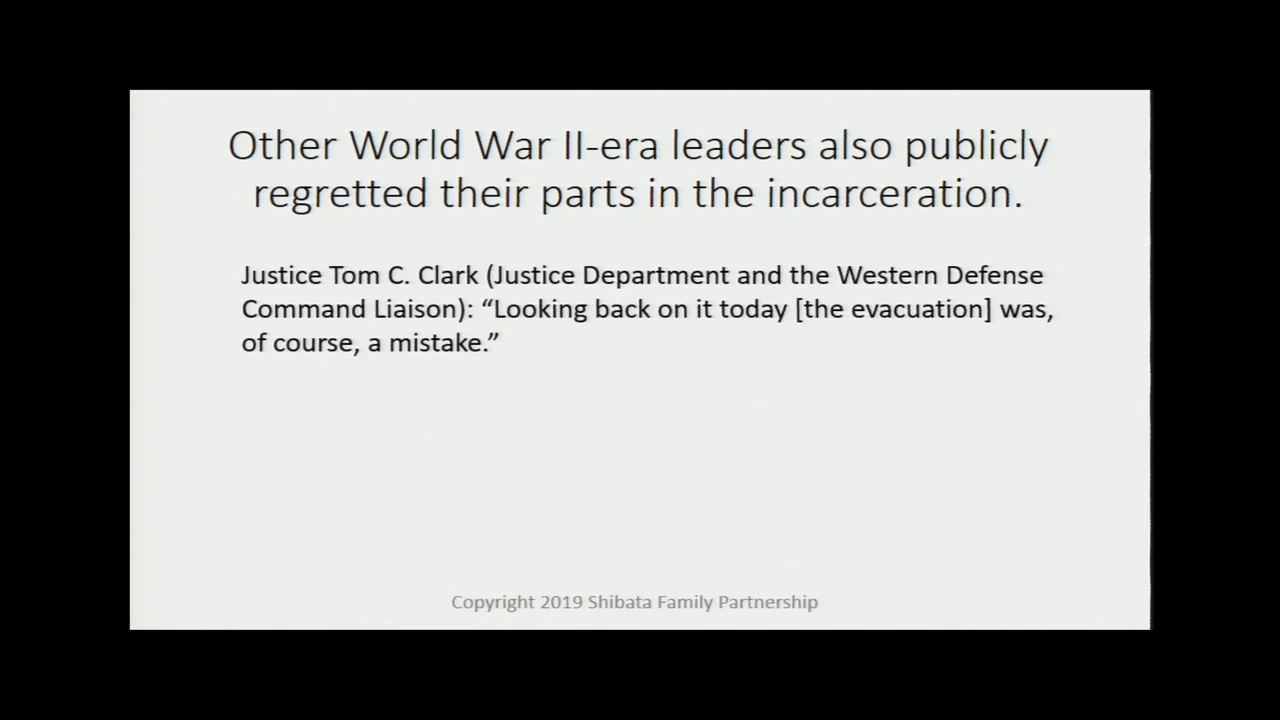 Other World War II-era leaders also publicly
regretted their parts in the incarceration.
Justice Tom C. Clark (Justice Department and the Western Defense
Command Liaison): “Looking back on it today [the evacuation] was,
of course, a mistake.”
Copyright 2019 Shibata Family Partnership